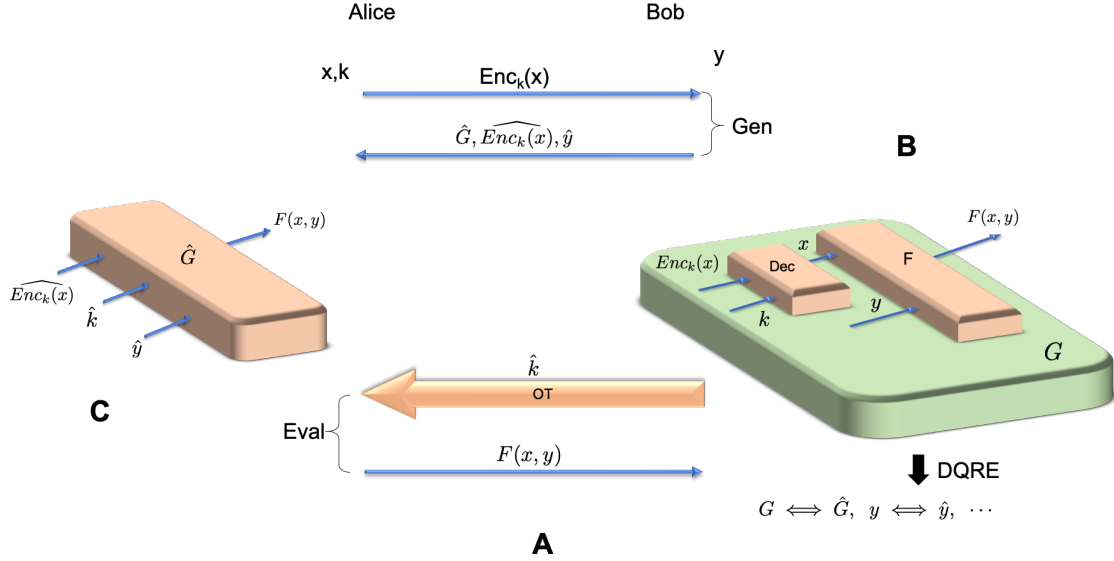 Alice Bob
x,k y
Enc_k(x)
Ĝ, \widehat{Enc_k(x)}, ŷ
Gen
B
F(x, y)
Ĝ
\widehat{Enc_k(x)}
k̂
ŷ
C
F(x, y)
x
F
Enc_k(x)
Dec
k
y
G
k̂
OT
Eval
F(x, y)
DQRE
G ⟺ Ĝ, y ⟺ ŷ, ⋯
A